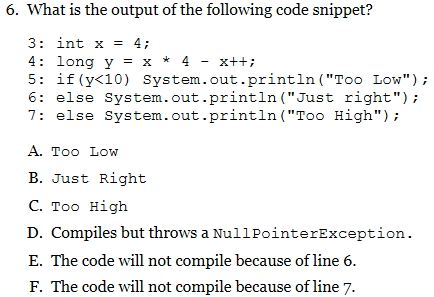 6. What is the output of the following code snippet?
3: int x = 4;
4: long y = x * 4 - x++;
5: if(y<10) System.out.println("Too Low");
6: else System.out.println("Just right");
7: else System.out.println("Too High");
A. Too Low
B. Just Right
C. Too High
D. Compiles but throws a NullPointerException.
E. The code will not compile because of line 6.
F. The code will not compile because of line 7.